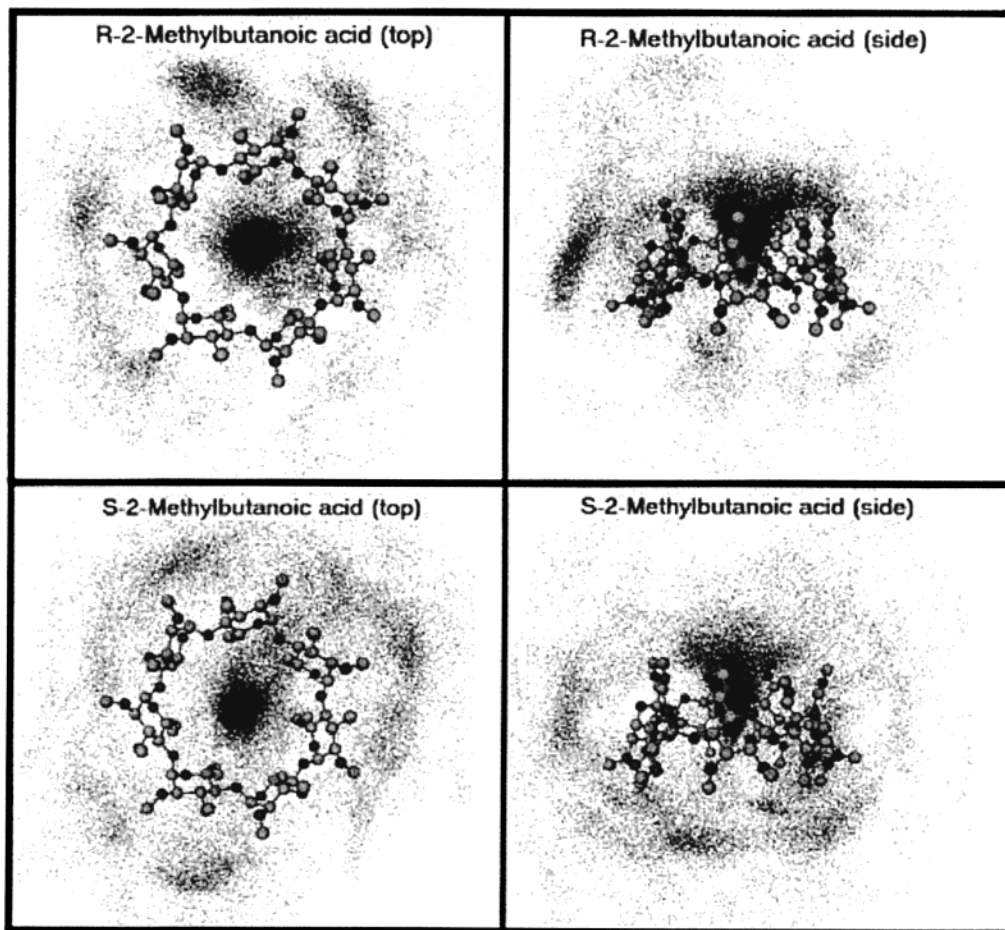 R-2-Methylbutanoic acid (top)
R-2-Methylbutanoic acid (side)
S-2-Methylbutanoic acid (top)
S-2-Methylbutanoic acid (side)